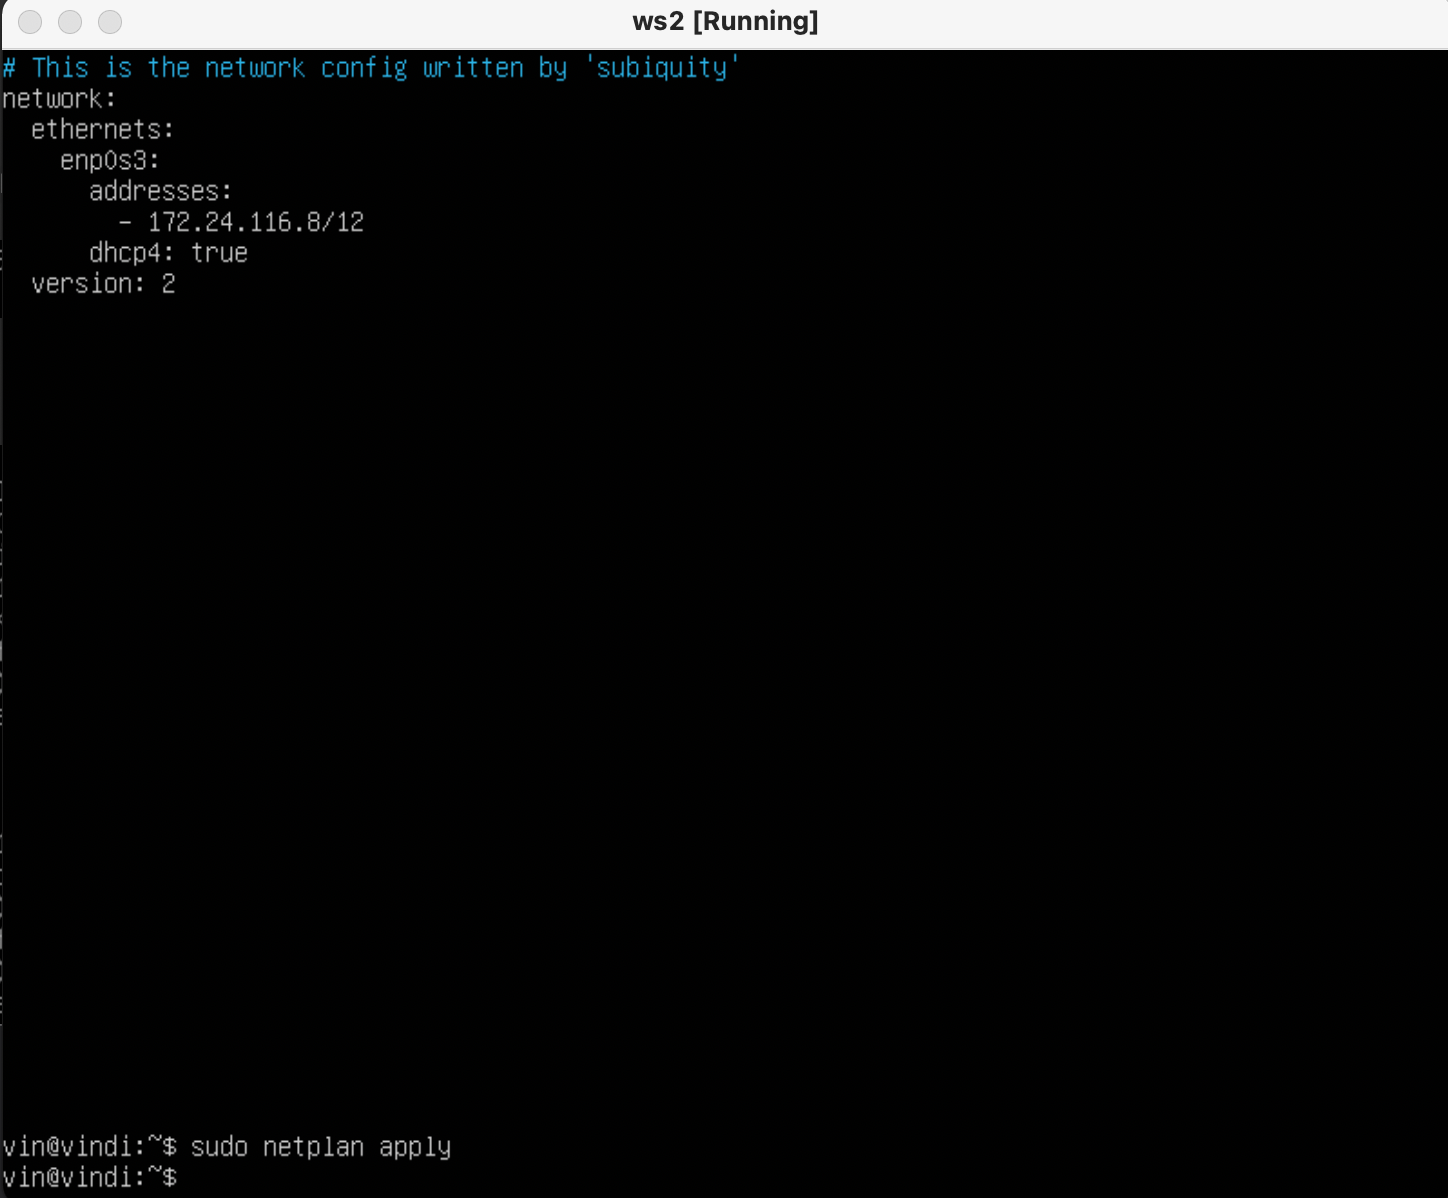 ws2 [Running]
# This is the network config written by 'subiquity'
network:
  ethernets:
    enp0s3:
      addresses:
        - 172.24.116.8/12
      dhcp4: true
  version: 2
vin@vindi:~$ sudo netplan apply
vin@vindi:~$